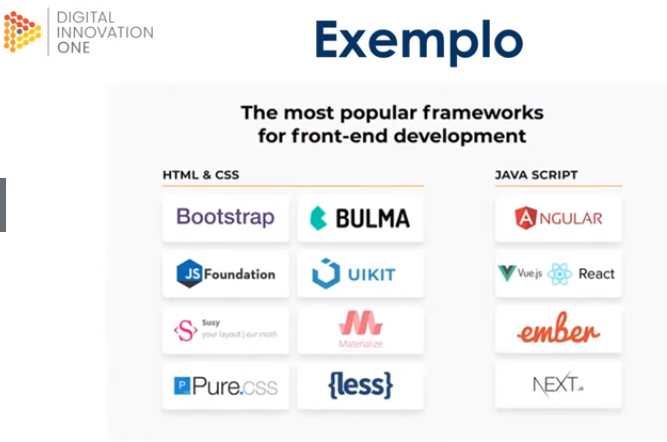 DIGITAL
INNOVATION
ONE
Exemplo
The most popular frameworks
for front-end development
HTML & CSS
Bootstrap
BULMA
JS Foundation
UIKIT
Susy
your layout | our math
Materialize
Pure.css
{less}
JAVA SCRIPT
ANGULAR
Vue.js
React
ember
NEXT.JS